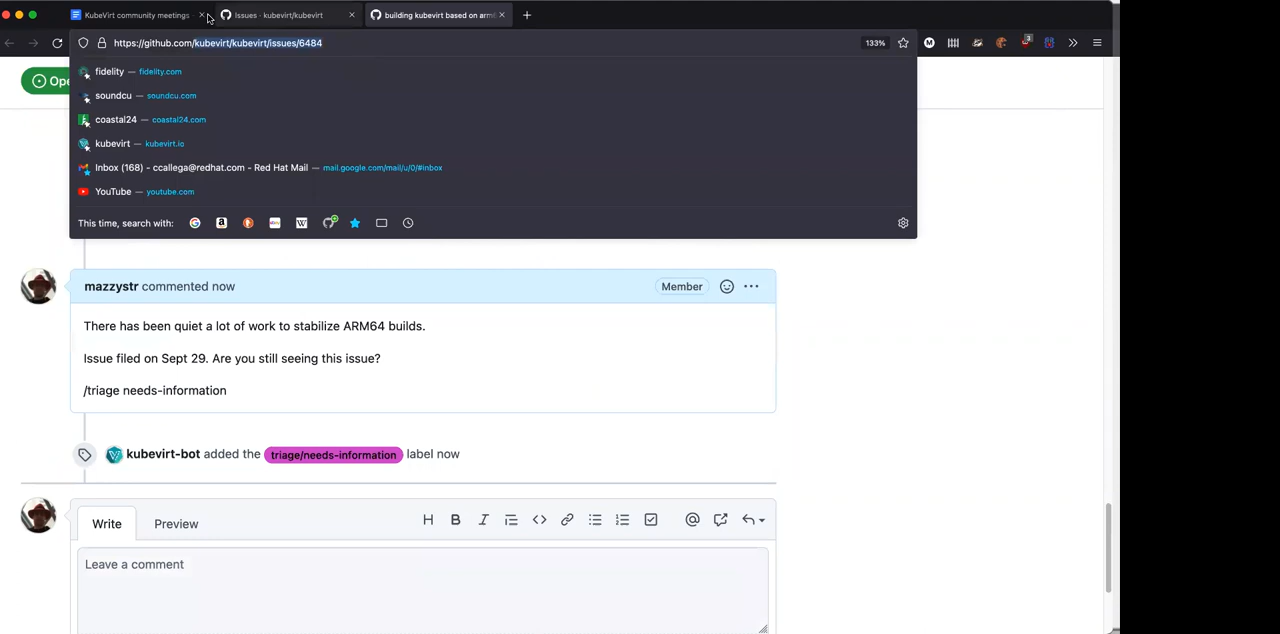 KubeVirt community meetings
Issues · kubevirt/kubevirt
building kubevirt based on arm
https://github.com/kubevirt/kubevirt/issues/6484
133%
M
3
Ope
fidelity — fidelity.com
soundcu — soundcu.com
coastal24 — coastal24.com
kubevirt — kubevirt.io
Inbox (168) - ccallega@redhat.com - Red Hat Mail — mail.google.com/mail/u/0/#inbox
YouTube — youtube.com
This time, search with:
mazzystr commented now
Member
There has been quiet a lot of work to stabilize ARM64 builds.
Issue filed on Sept 29. Are you still seeing this issue?
/triage needs-information
kubevirt-bot added the triage/needs-information label now
Write
Preview
Leave a comment